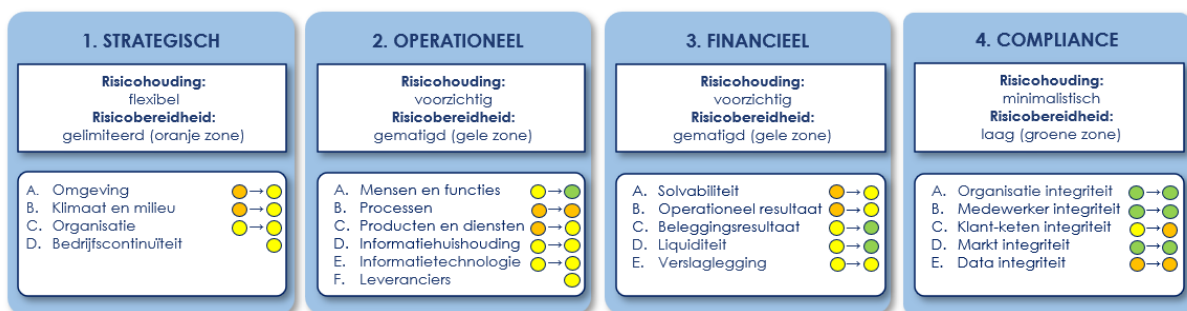 1. STRATEGISCH
Risicohouding:
flexibel
Risicobereidheid:
gelimiteerd (oranje zone)
A. Omgeving →
B. Klimaat en milieu →
C. Organisatie →
D. Bedrijfscontinuïteit
2. OPERATIONEEL
Risicohouding:
voorzichtig
Risicobereidheid:
gematigd (gele zone)
A. Mensen en functies →
B. Processen →
C. Producten en diensten →
D. Informatiehuishouding →
E. Informatietechnologie →
F. Leveranciers
3. FINANCIEEL
Risicohouding:
voorzichtig
Risicobereidheid:
gematigd (gele zone)
A. Solvabiliteit →
B. Operationeel resultaat →
C. Beleggingsresultaat →
D. Liquiditeit →
E. Verslaglegging →
4. COMPLIANCE
Risicohouding:
minimalistisch
Risicobereidheid:
laag (groene zone)
A. Organisatie integriteit →
B. Medewerker integriteit →
C. Klant-keten integriteit →
D. Markt integriteit →
E. Data integriteit →